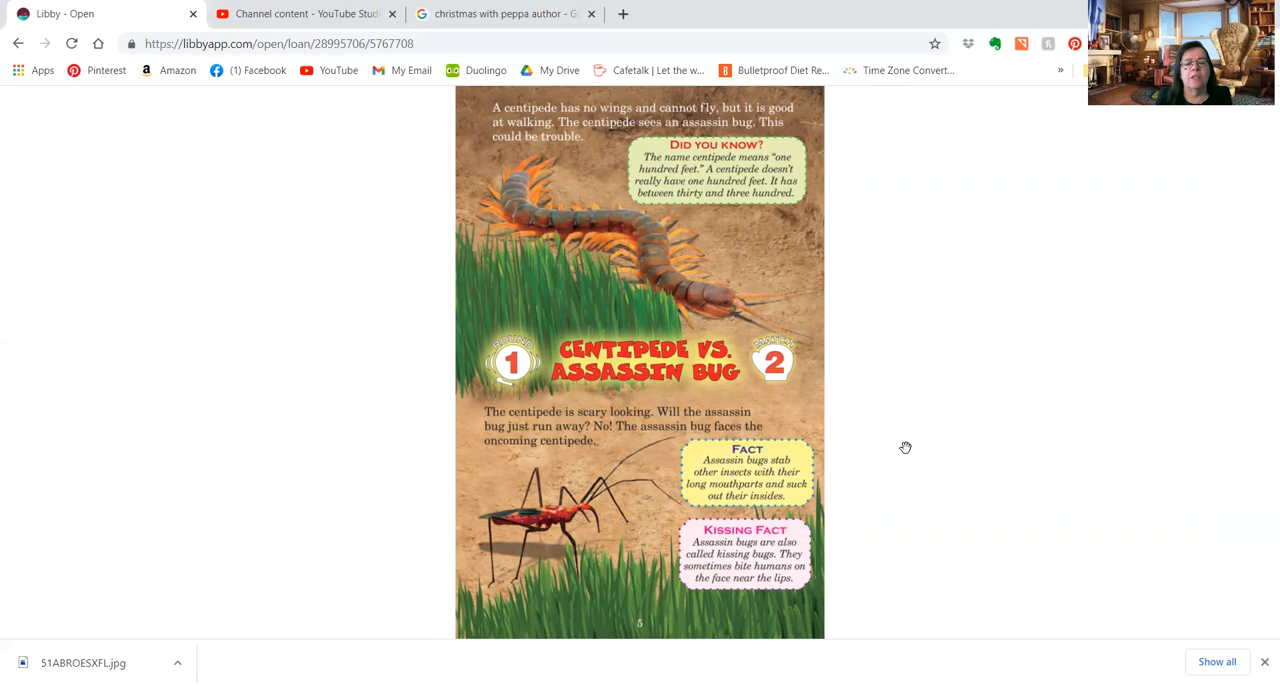 Libby - Open
Channel content - YouTube Studi
christmas with peppa author - Go
https://libbyapp.com/open/loan/28995706/5767708
Apps
Pinterest
Amazon
(1) Facebook
YouTube
My Email
Duolingo
My Drive
Cafetalk | Let the w...
Bulletproof Diet Re...
Time Zone Convert...
»
A centipede has no wings and cannot fly, but it is good
at walking. The centipede sees an assassin bug. This
could be trouble.
DID YOU KNOW?
The name centipede means "one
hundred feet." A centipede doesn't
really have one hundred feet. It has
between thirty and three hundred.
ROUND
1
CENTIPEDE VS.
ASSASSIN BUG
MATCH
2
The centipede is scary looking. Will the assassin
bug just run away? No! The assassin bug faces the
oncoming centipede.
FACT
Assassin bugs stab
other insects with their
long mouthparts and suck
out their insides.
KISSING FACT
Assassin bugs are also
called kissing bugs. They
sometimes bite humans on
the face near the lips.
5
51ABROESXFL.jpg
Show all